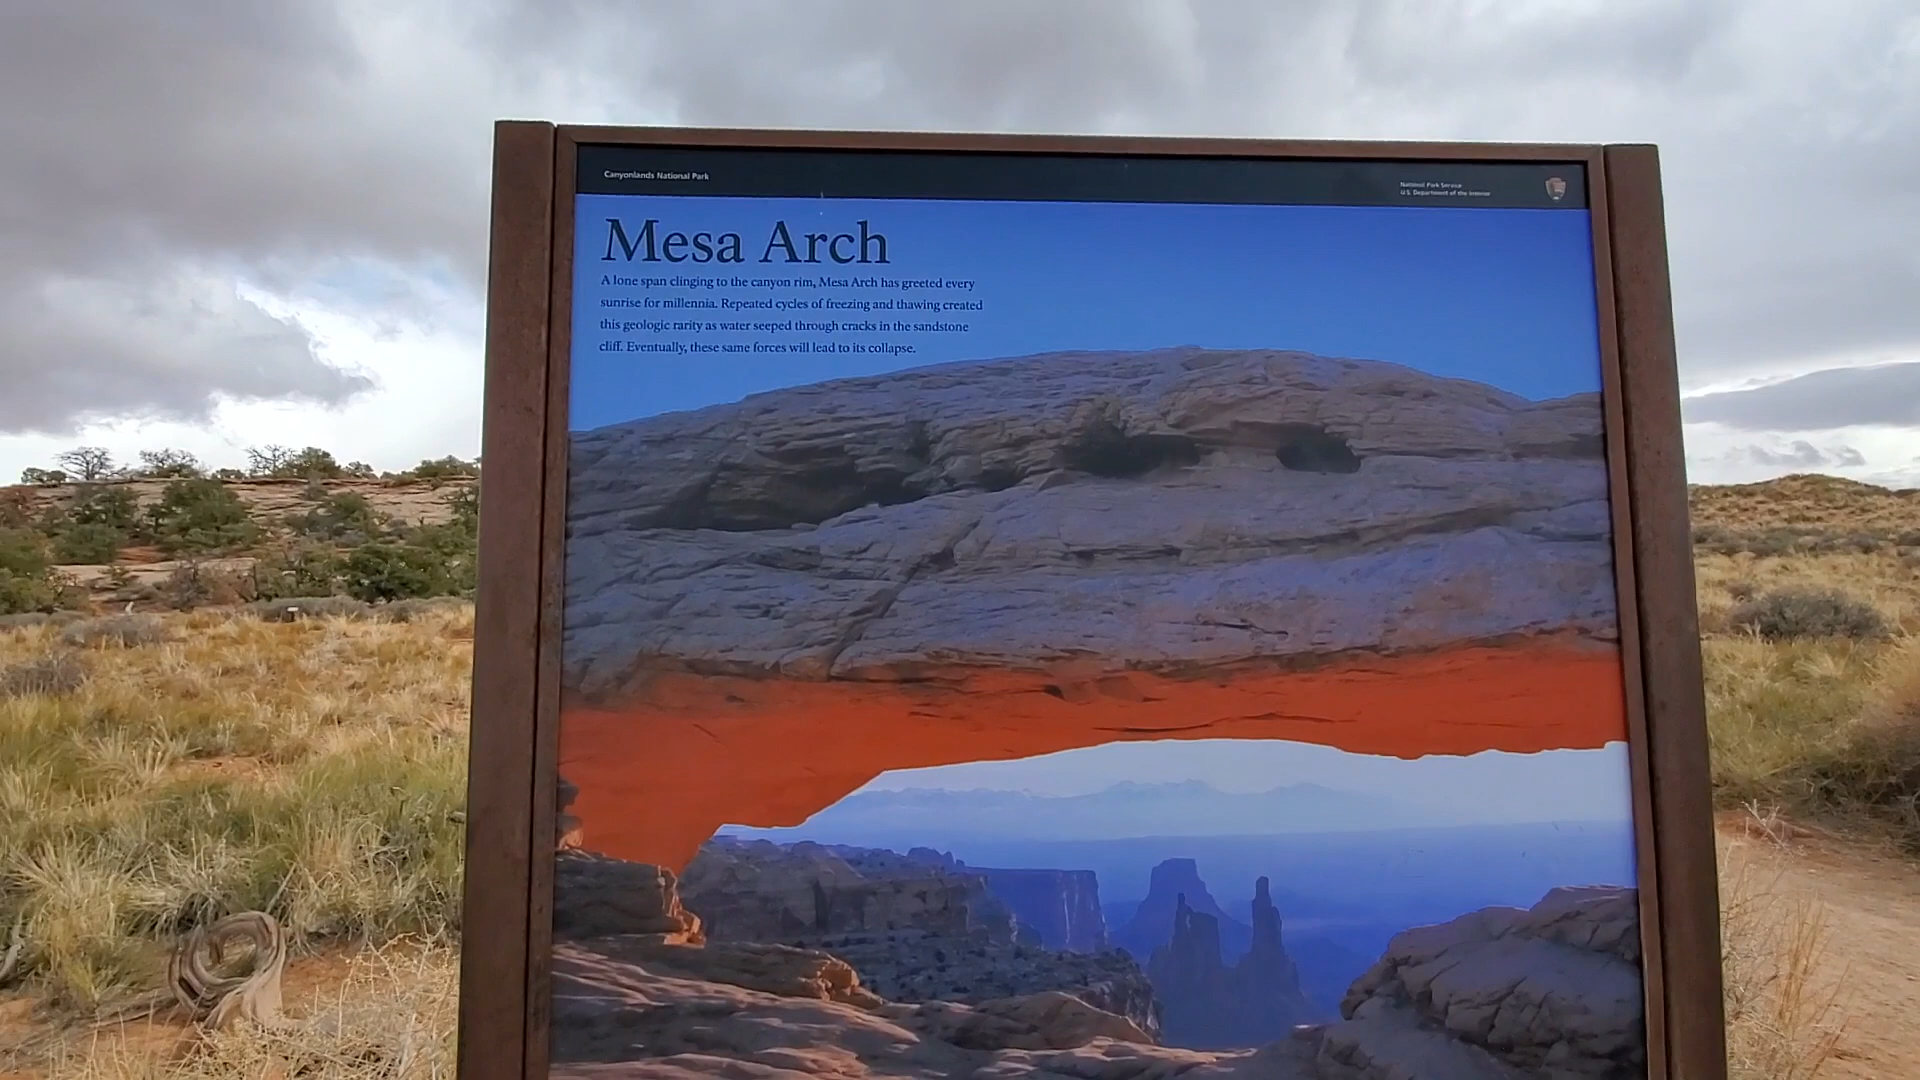 Canyonlands National Park
National Park Service
U.S. Department of the Interior
Mesa Arch
A lone span clinging to the canyon rim, Mesa Arch has greeted every
sunrise for millennia. Repeated cycles of freezing and thawing created
this geologic rarity as water seeped through cracks in the sandstone
cliff. Eventually, these same forces will lead to its collapse.